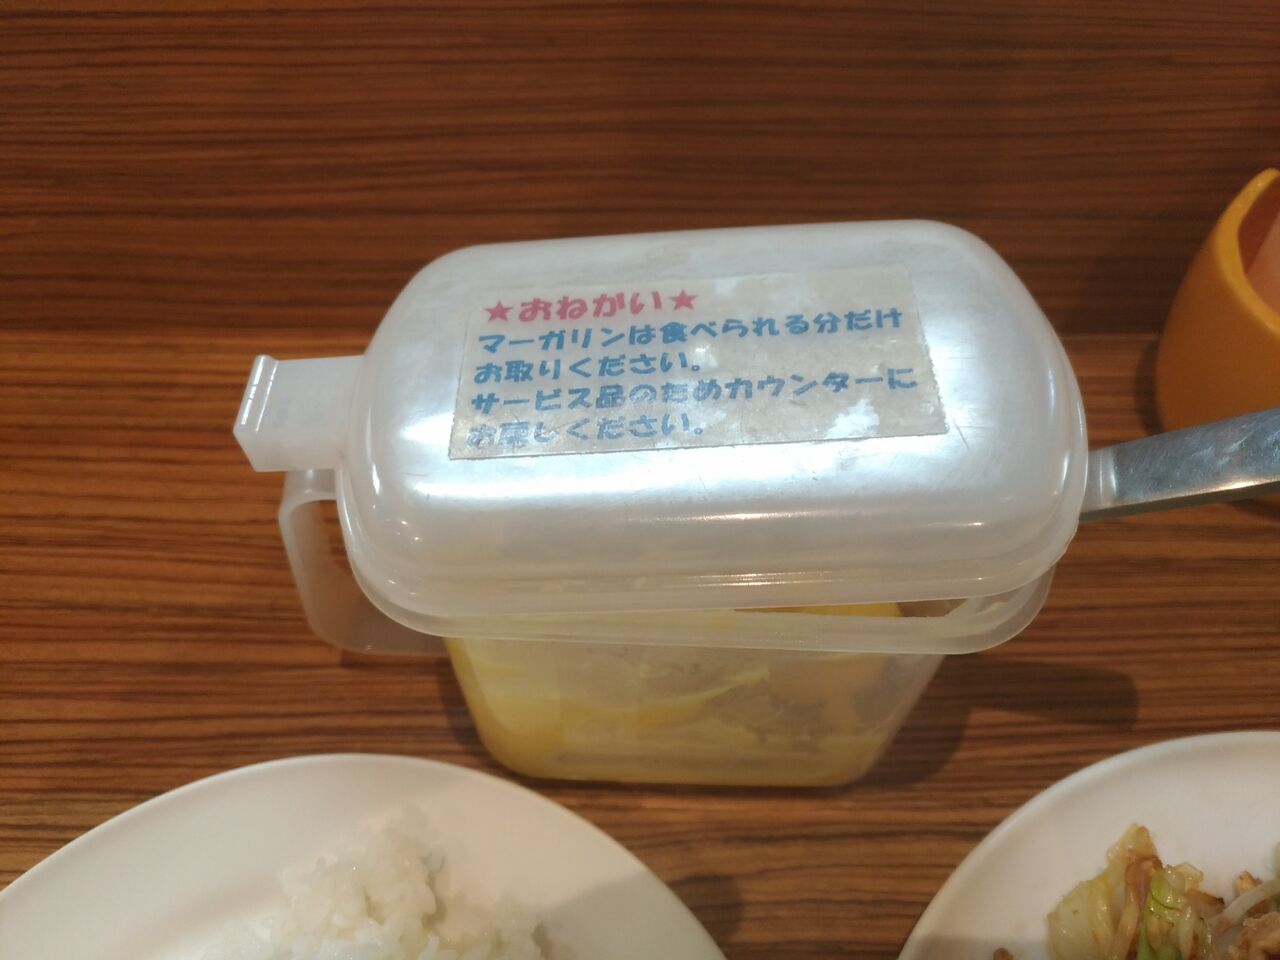 ★おねがい★
マーガリンは食べられる分だけ
お取りください。
サービス品のためカウンターに
お戻しください。